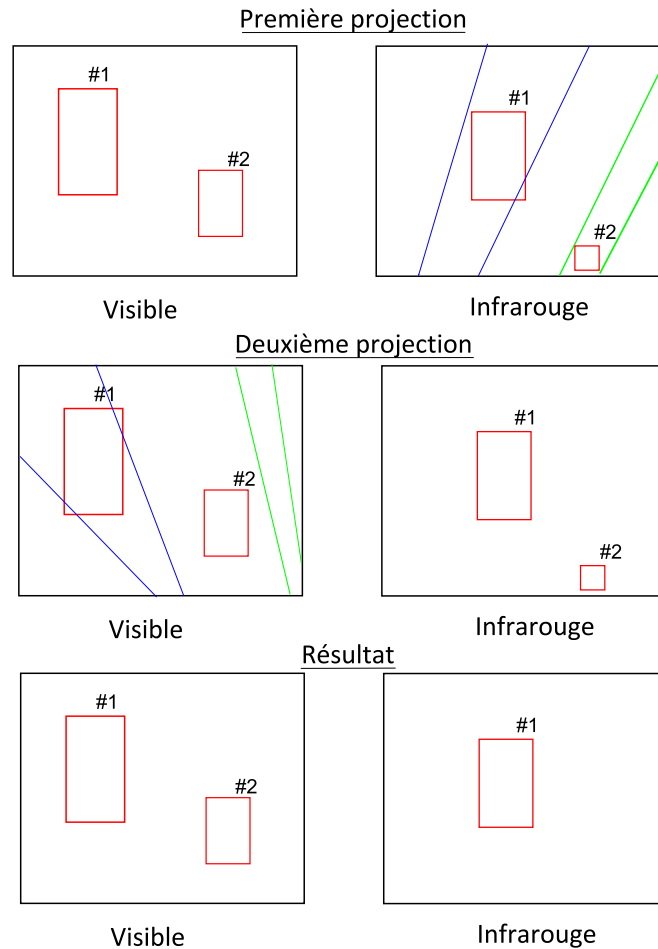 Première projection
#1
#2
#1
#2
Visible
Infrarouge
Deuxième projection
#1
#2
#1
#2
Visible
Infrarouge
Résultat
#1
#2
#1
Visible
Infrarouge